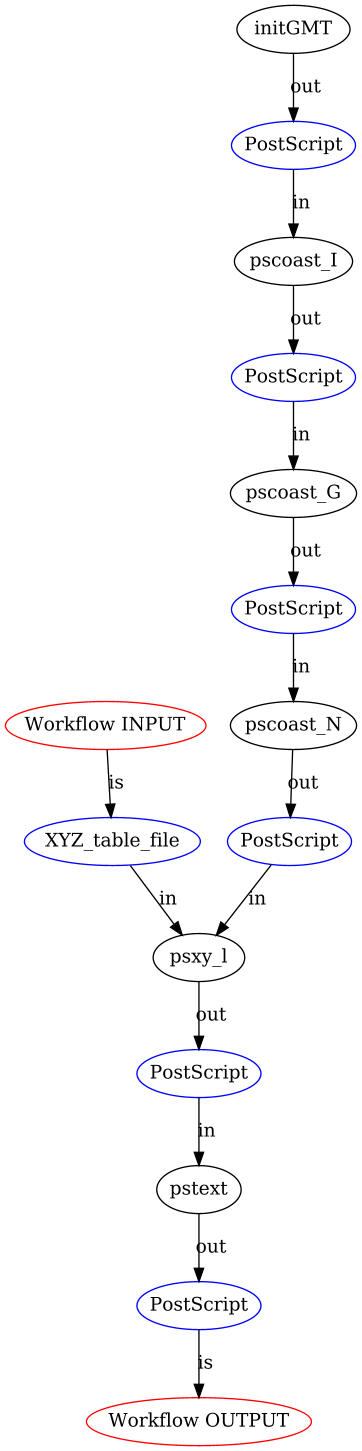 initGMT
out
PostScript
in
pscoast_I
out
PostScript
in
pscoast_G
out
PostScript
in
Workflow INPUT
pscoast_N
is
out
XYZ_table_file
PostScript
in
in
psxy_l
out
PostScript
in
pstext
out
PostScript
is
Workflow OUTPUT